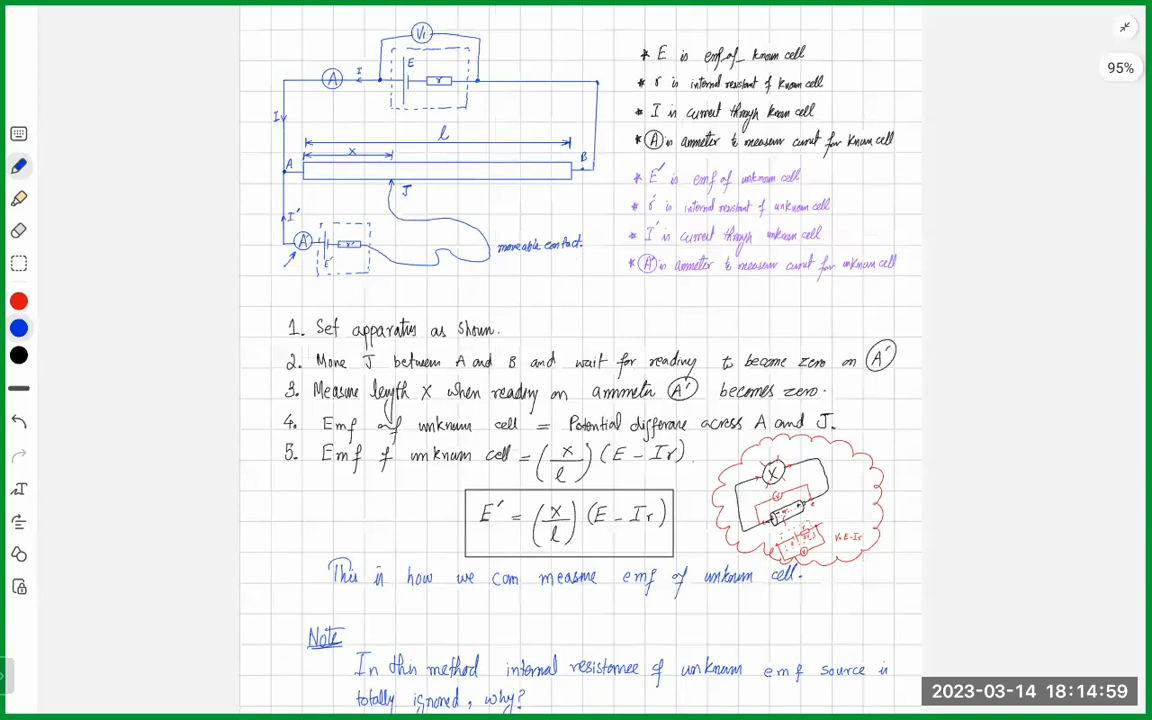 95%
V₁
E
r
A
I
* E is emf of known cell
* r is internal resistant of known cell
* I is current through known cell
I
l
* A is ammeter to measure curnt for known cell
x
A
B
* E' is emf of unknown cell
J
* r' is internal resistant of unknown cell
I'
* I' is current through unknown cell
A'
r'
E'
moveable contact.
* A' is ammeter to measure curnt for unknown cell
1. Set apparatus as shown.
2. Move J between A and B and wait for reading to become zero on A'
3. Measure length X when reading on ammeter A' becomes zero.
4. Emf of unknown cell = Potential difference across A and J.
5. Emf of unknown cell = (x/l) (E - Ir).
X
V=E-Ir
E' = (x/l) (E - Ir)
This is how we can measure emf of unknown cell.
Note
In this method internal resistance of unknown emf source is
totally ignored, why?
2023-03-14 18:14:59